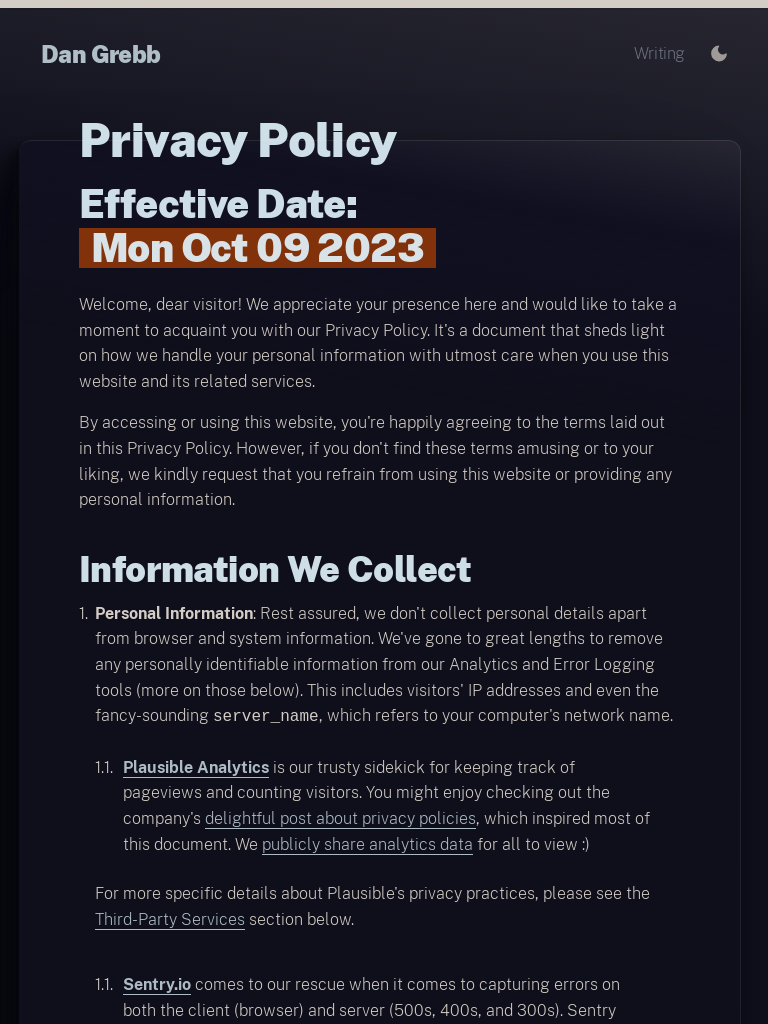 Dan Grebb
Writing
Privacy Policy
Effective Date:
Mon Oct 09 2023
Welcome, dear visitor! We appreciate your presence here and would like to take a
moment to acquaint you with our Privacy Policy. It's a document that sheds light
on how we handle your personal information with utmost care when you use this
website and its related services.
By accessing or using this website, you're happily agreeing to the terms laid out
in this Privacy Policy. However, if you don't find these terms amusing or to your
liking, we kindly request that you refrain from using this website or providing any
personal information.
Information We Collect
1. Personal Information: Rest assured, we don't collect personal details apart
from browser and system information. We've gone to great lengths to remove
any personally identifiable information from our Analytics and Error Logging
tools (more on those below). This includes visitors' IP addresses and even the
fancy-sounding server_name, which refers to your computer's network name.
1.1. Plausible Analytics is our trusty sidekick for keeping track of
pageviews and counting visitors. You might enjoy checking out the
company's delightful post about privacy policies, which inspired most of
this document. We publicly share analytics data for all to view :)
For more specific details about Plausible's privacy practices, please see the
Third-Party Services section below.
1.1. Sentry.io comes to our rescue when it comes to capturing errors on
both the client (browser) and server (500s, 400s, and 300s). Sentry